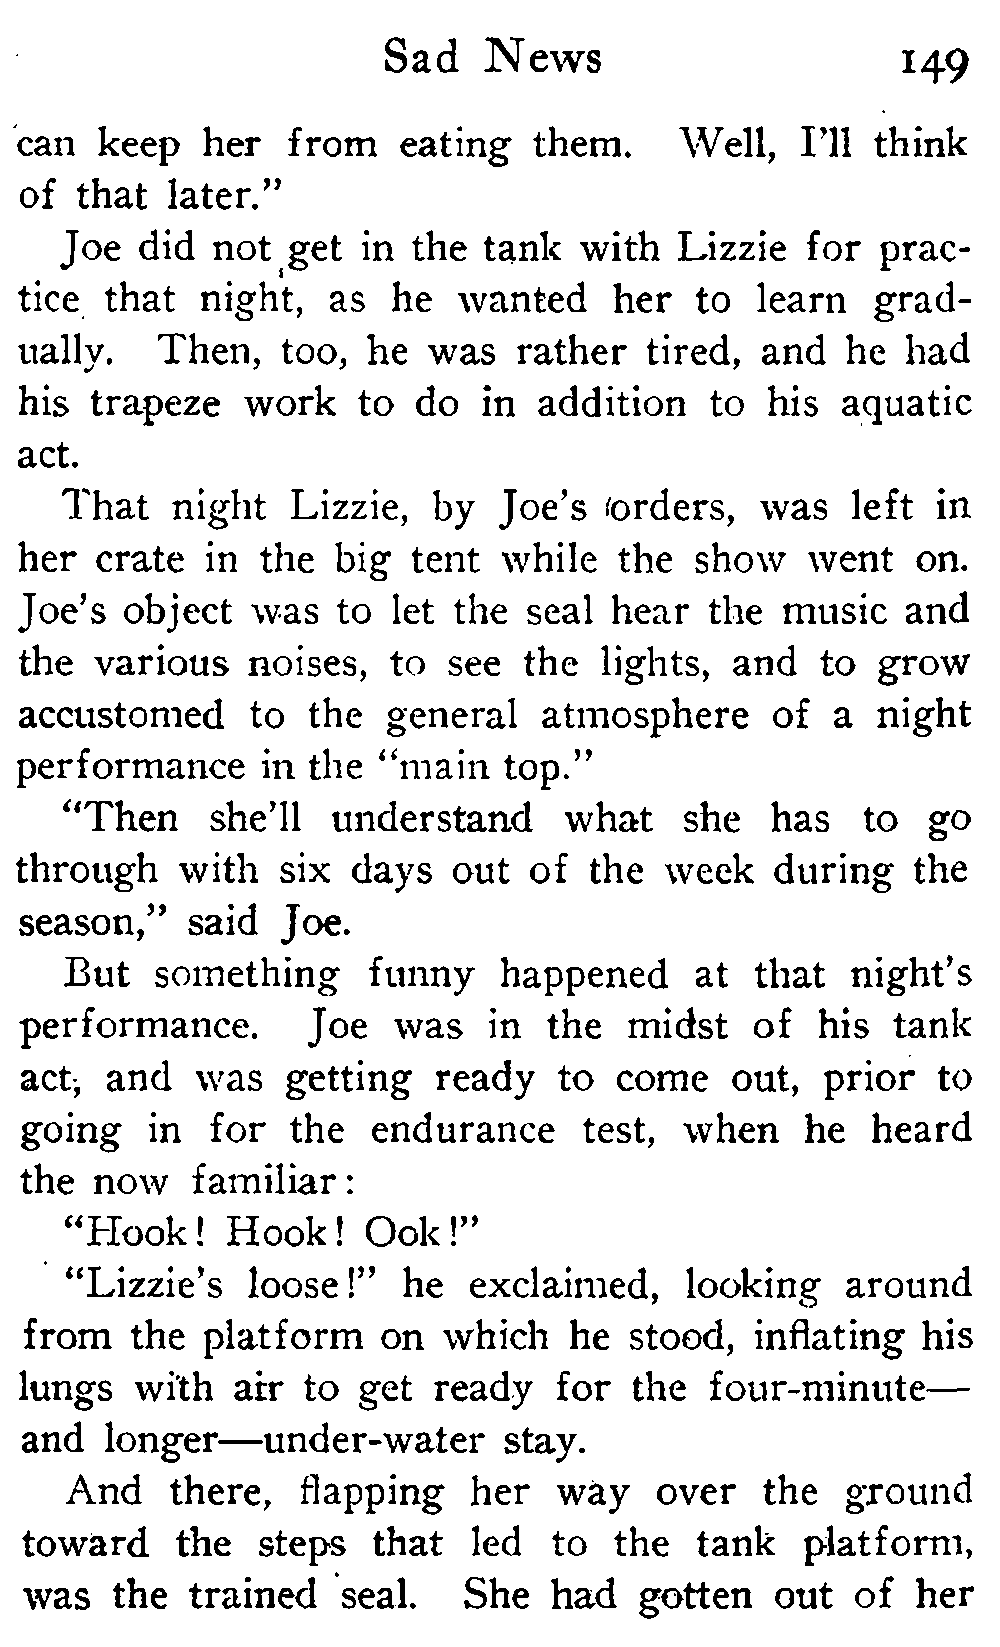 Sad News 149
can keep her from eating them. Well, I'll think
of that later."
Joe did not get in the tank with Lizzie for prac-
tice that night, as he wanted her to learn grad-
ually. Then, too, he was rather tired, and he had
his trapeze work to do in addition to his aquatic
act.
That night Lizzie, by Joe's orders, was left in
her crate in the big tent while the show went on.
Joe's object was to let the seal hear the music and
the various noises, to see the lights, and to grow
accustomed to the general atmosphere of a night
performance in the "main top."
"Then she'll understand what she has to go
through with six days out of the week during the
season," said Joe.
But something funny happened at that night's
performance. Joe was in the midst of his tank
act, and was getting ready to come out, prior to
going in for the endurance test, when he heard
the now familiar:
"Hook! Hook! Ook!"
"Lizzie's loose!" he exclaimed, looking around
from the platform on which he stood, inflating his
lungs with air to get ready for the four-minute—
and longer—under-water stay.
And there, flapping her way over the ground
toward the steps that led to the tank platform,
was the trained seal. She had gotten out of her